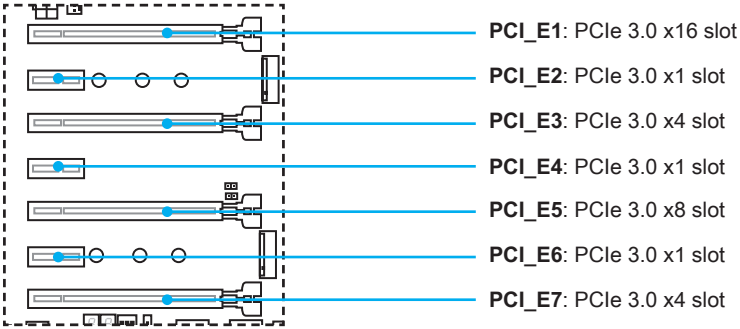 PCI_E1: PCIe 3.0 x16 slot
PCI_E2: PCIe 3.0 x1 slot
PCI_E3: PCIe 3.0 x4 slot
PCI_E4: PCIe 3.0 x1 slot
PCI_E5: PCIe 3.0 x8 slot
PCI_E6: PCIe 3.0 x1 slot
PCI_E7: PCIe 3.0 x4 slot